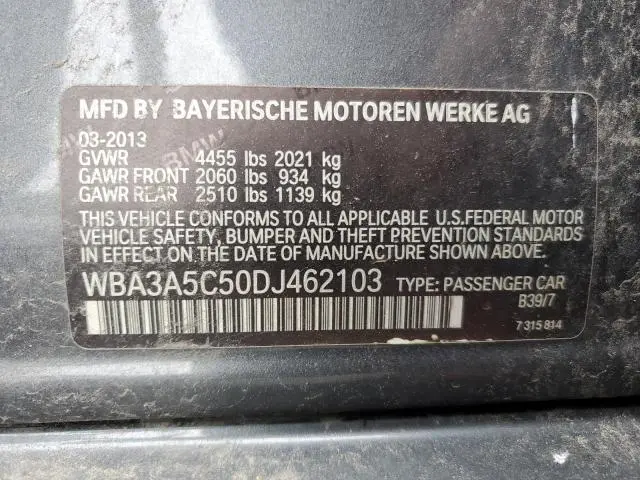 MFD BY BAYERISCHE MOTOREN WERKE AG
03-2013
GVWR 4455 lbs 2021 kg
GAWR FRONT 2060 lbs 934 kg
GAWR REAR 2510 lbs 1139 kg
THIS VEHICLE CONFORMS TO ALL APPLICABLE U.S.FEDERAL MOTOR
VEHICLE SAFETY, BUMPER AND THEFT PREVENTION STANDARDS
IN EFFECT ON THE DATE OF MANUFACTURE SHOWN ABOVE.
WBA3A5C50DJ462103 TYPE: PASSENGER CAR
B39/7
7 315 814